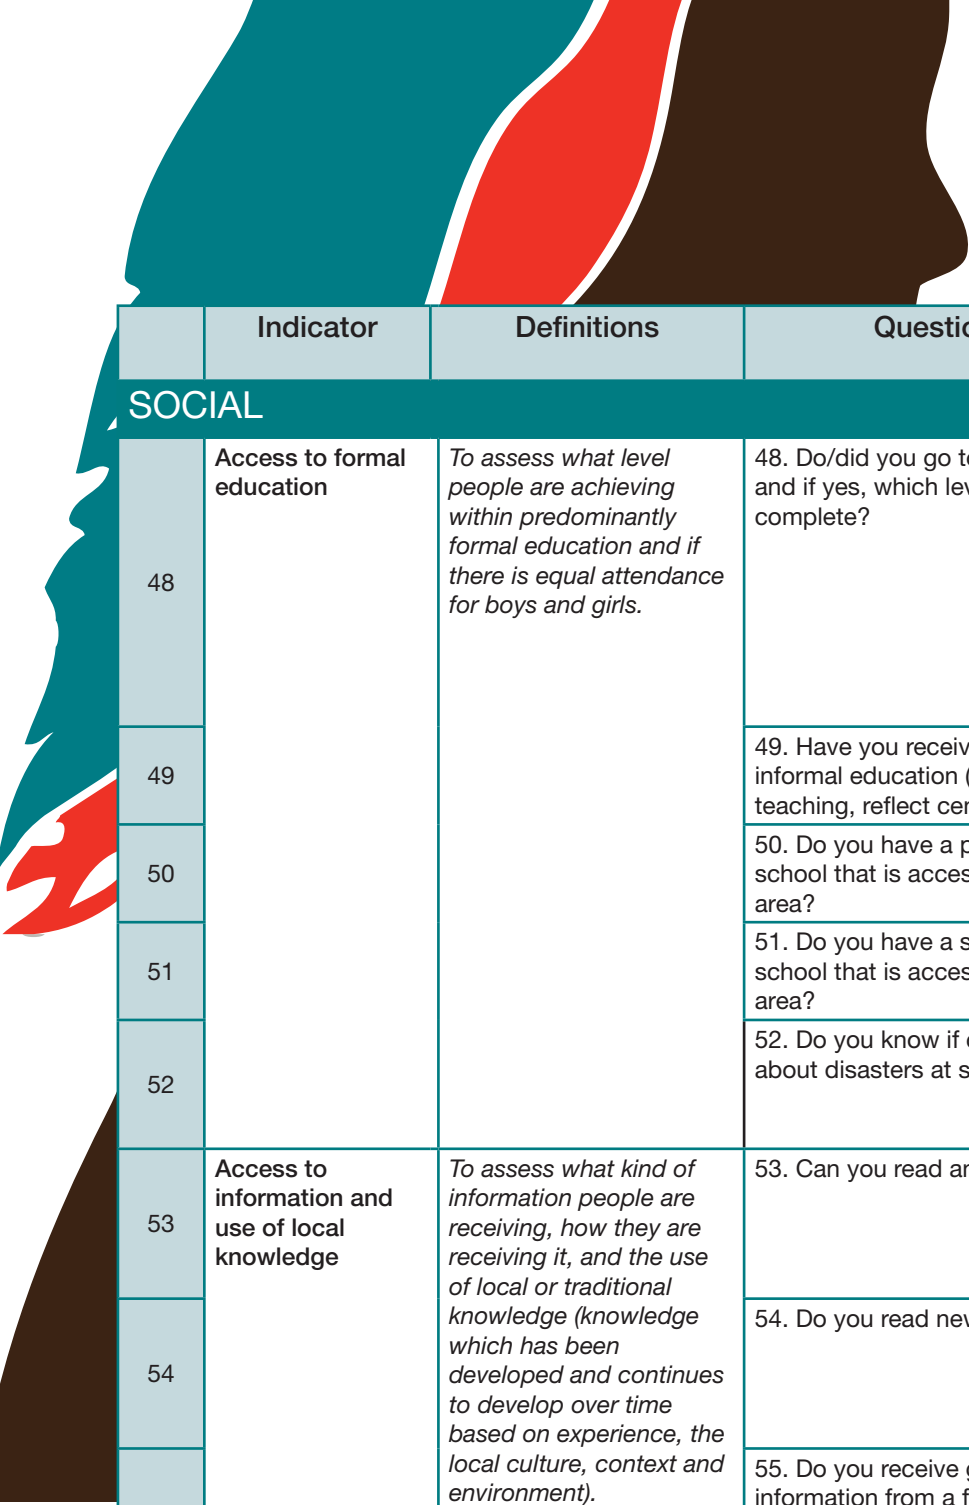 Indicator
Definitions
SOCIAL
48
Access to formal
education
To assess what level
people are achieving
within predominantly
formal education and if
there is equal attendance
for boys and girls.
48. Do/did you go
and if yes, which
complete?
49
49. Have you
informal education
teaching, reflect
50
50. Do you have a
school that is
area?
51
51. Do you have a
school that is
area?
52
52. Do you know if
about disasters at
53
Access to
information and
use of local
knowledge
To assess what kind of
information people are
receiving, how they are
receiving it, and the use
of local or traditional
knowledge (knowledge
which has been
developed and continues
to develop over time
based on experience, the
local culture, context and
environment).
53. Can you read
54
54. Do you read
55. Do you receive
information from a